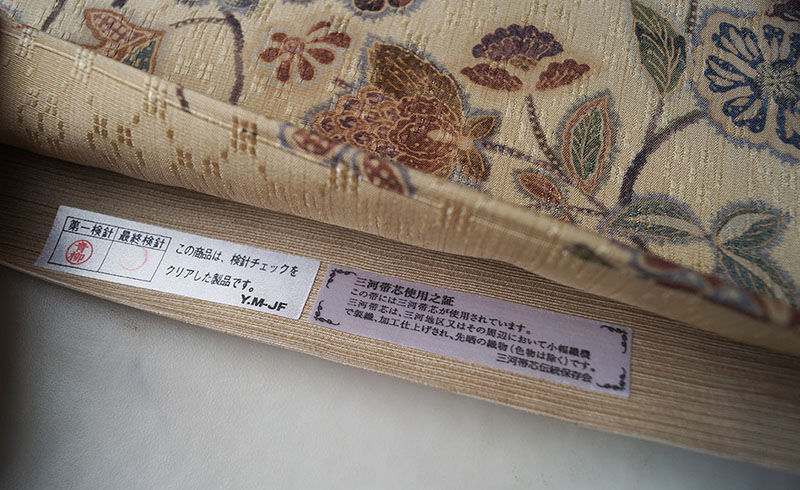 第一検針 最終検針
青柳
この商品は、検針チェックを
クリアした製品です。
Y.M-JF
三河帯芯使用之証
この帯には三河帯芯が使用されています。
三河帯芯は、三河地区又はその周辺において小幅織機
で製織、加工仕上げされ、先晒の織物(色物は除く)です。
三河帯芯伝統保存会